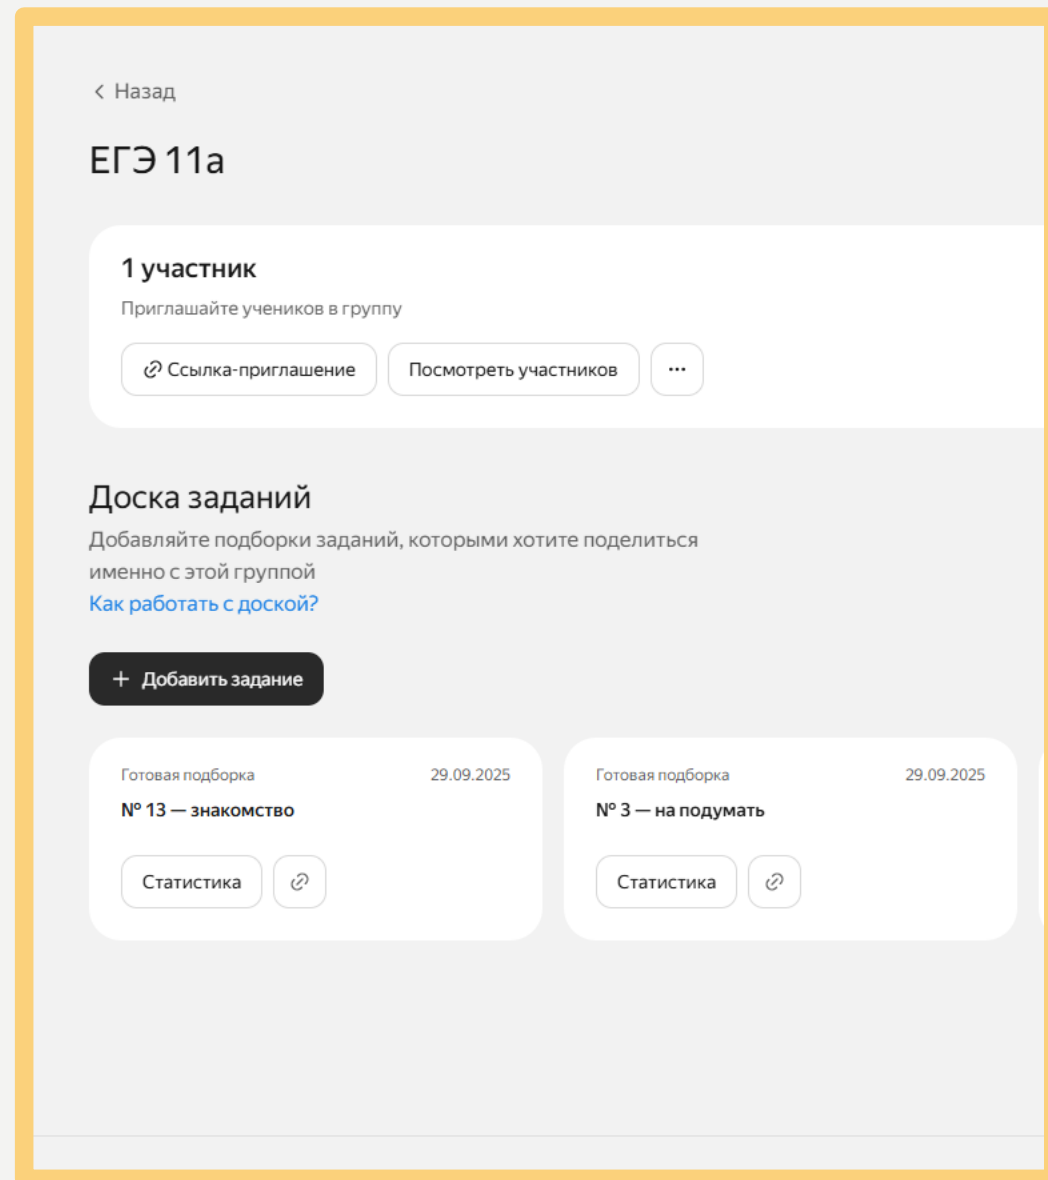 Назад
ЕГЭ 11а
1 участник
Приглашайте учеников в группу
Ссылка-приглашение
Посмотреть участников
...
Доска заданий
Добавляйте подборки заданий, которыми хотите поделиться
именно с этой группой
Как работать с доской?
+ Добавить задание
Готовая подборка 29.09.2025
№ 13 — знакомство
Статистика
Готовая подборка 29.09.2025
№ 3 — на подумать
Статистика